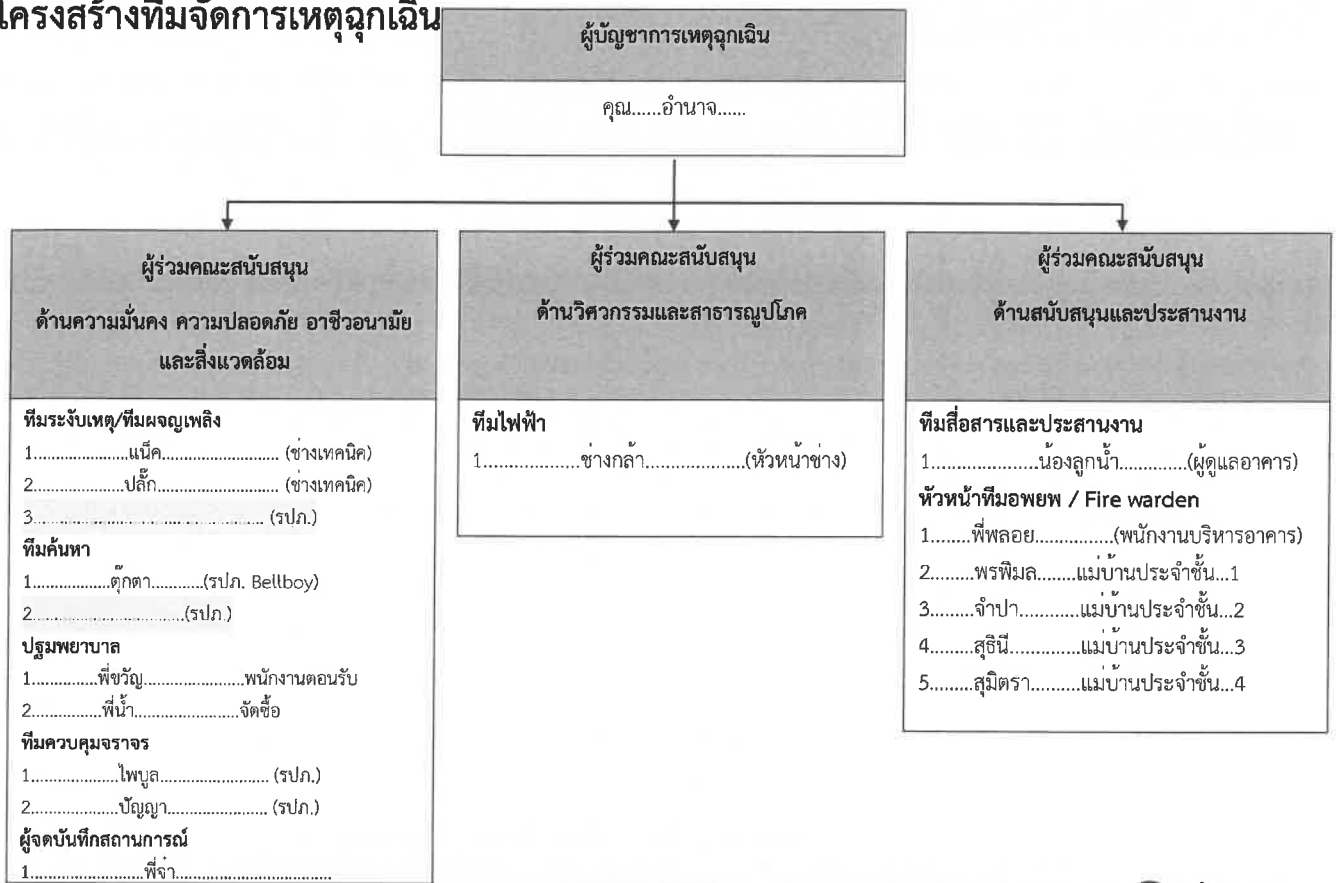 โครงสร้างทีมจัดการเหตุฉุกเฉิน
ผู้บัญชาการเหตุฉุกเฉิน
คุณ......อำนาจ......
ผู้ร่วมคณะสนับสนุน
ด้านความมั่นคง ความปลอดภัย อาชีวอนามัย
และสิ่งแวดล้อม
ทีมระงับเหตุ/ทีมผจญเพลิง
1.....................แน็ค.......................... (ช่างเทคนิค)
2....................ปลั๊ก........................... (ช่างเทคนิค)
3................................................... (รปภ.)
ทีมค้นหา
1.................ตุ๊กตา...........(รปภ. Bellboy)
2..................................(รปภ.)
ปฐมพยาบาล
1..............พี่ขวัญ......................พนักงานตอนรับ
2...............พี่น้ำ.......................จัดซื้อ
ทีมควบคุมจราจร
1...................ไพบูล........................ (รปภ.)
2...................ปัญญา...................... (รปภ.)
ผู้จดบันทึกสถานการณ์
1.........................พี่จ๋า..................................
ผู้ร่วมคณะสนับสนุน
ด้านวิศวกรรมและสาธารณูปโภค
ทีมไฟฟ้า
1.................ช่างกล้า..................(หัวหน้าช่าง)
ผู้ร่วมคณะสนับสนุน
ด้านสนับสนุนและประสานงาน
ทีมสื่อสารและประสานงาน
1...................น้องลูกน้ำ.............(ผู้ดูแลอาคาร)
หัวหน้าทีมอพยพ / Fire warden
1........พี่พลอย...............(พนักงานบริหารอาคาร)
2.........พรพิมล........แม่บ้านประจำชั้น...1
3.........จำปา............แม่บ้านประจำชั้น...2
4.........สุธินี..............แม่บ้านประจำชั้น...3
5.........สุมิตรา..........แม่บ้านประจำชั้น...4